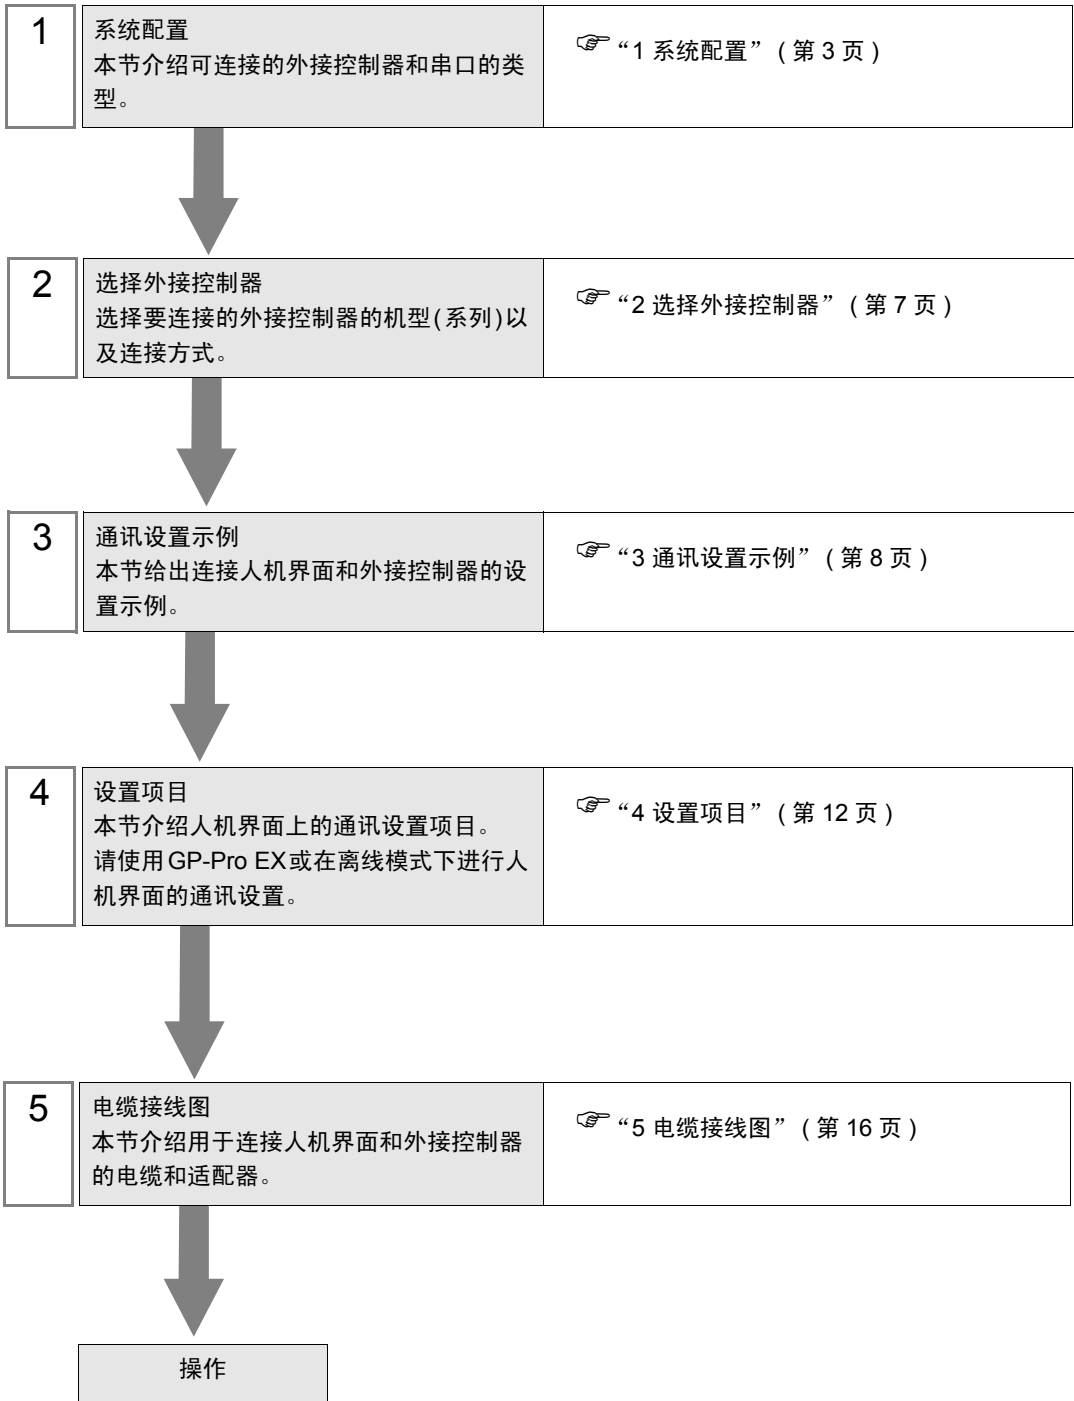 1
系统配置
本节介绍可连接的外接控制器和串口的类
型。
“1 系统配置” ( 第 3 页 )
2
选择外接控制器
选择要连接的外接控制器的机型(系列)以
及连接方式。
“2 选择外接控制器” ( 第 7 页 )
3
通讯设置示例
本节给出连接人机界面和外接控制器的设
置示例。
“3 通讯设置示例” ( 第 8 页 )
4
设置项目
本节介绍人机界面上的通讯设置项目。
请使用GP-Pro EX或在离线模式下进行人
机界面的通讯设置。
“4 设置项目” ( 第 12 页 )
5
电缆接线图
本节介绍用于连接人机界面和外接控制器
的电缆和适配器。
“5 电缆接线图” ( 第 16 页 )
操作